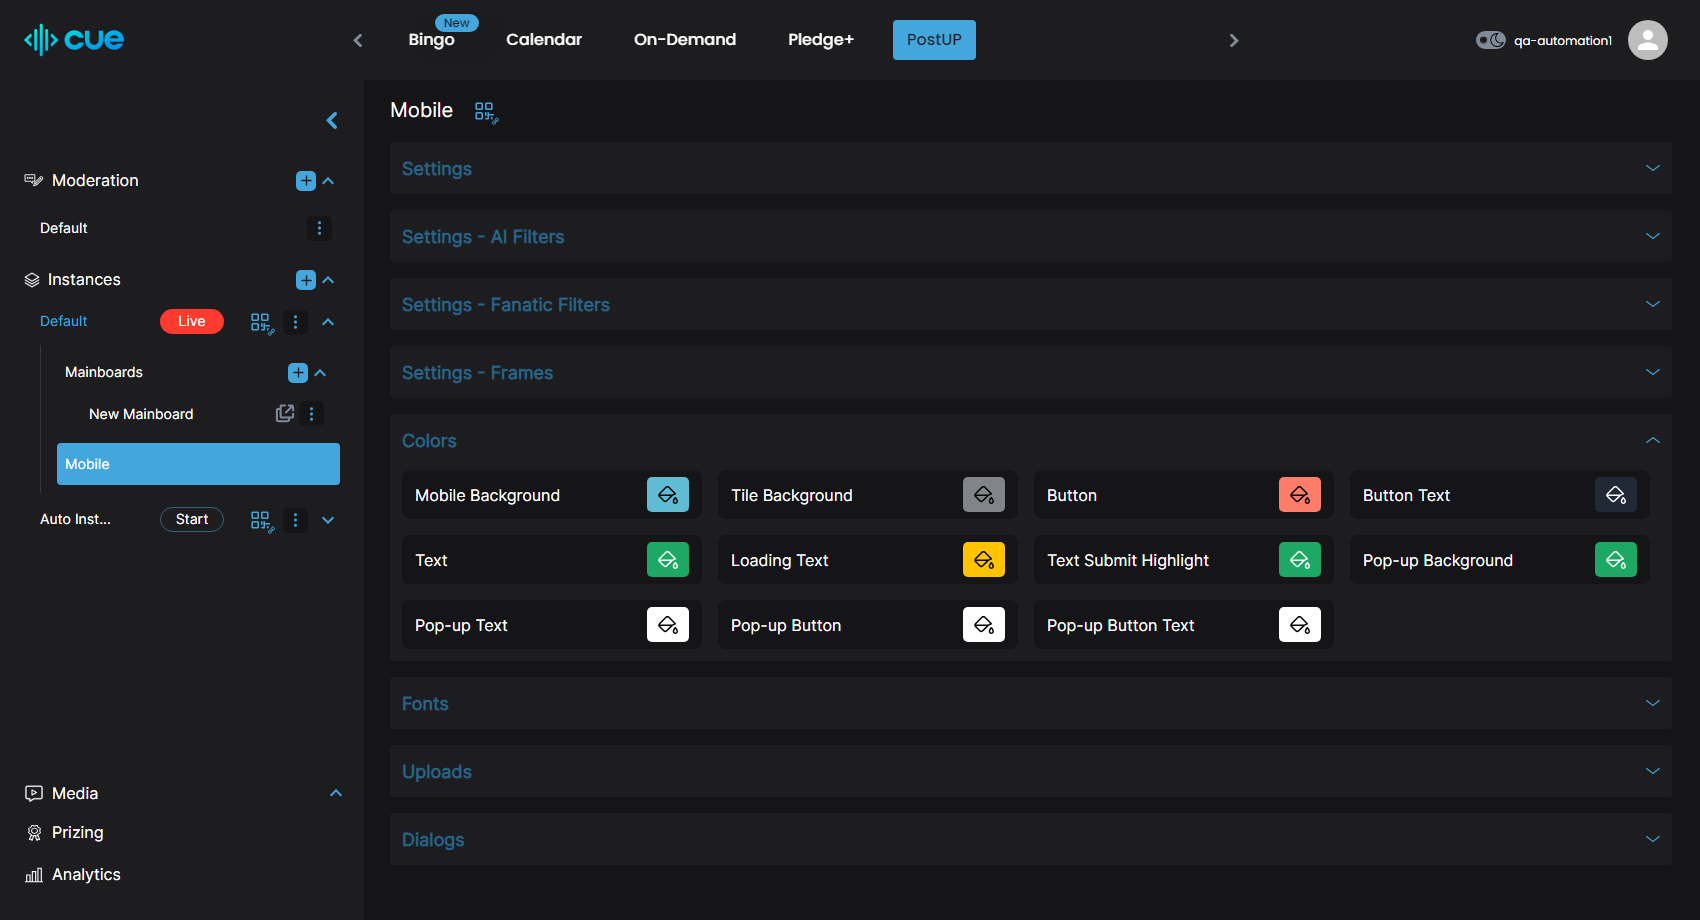 cue
New
Bingo
Calendar
On-Demand
Pledge+
PostUP
qa-automation1
Mobile
Moderation
Default
Instances
Default
Live
Mainboards
New Mainboard
Mobile
Auto Inst...
Start
Media
Prizing
Analytics
Settings
Settings - AI Filters
Settings - Fanatic Filters
Settings - Frames
Colors
Mobile Background
Tile Background
Button
Button Text
Text
Loading Text
Text Submit Highlight
Pop-up Background
Pop-up Text
Pop-up Button
Pop-up Button Text
Fonts
Uploads
Dialogs